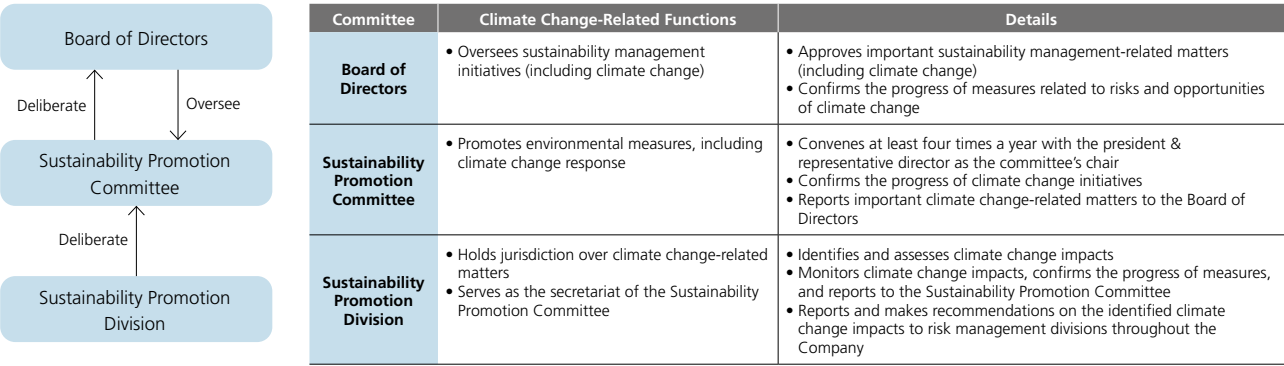 Board of Directors
Deliberate
Oversee
Sustainability Promotion
Committee
Deliberate
Sustainability Promotion
Division
Committee
Climate Change-Related Functions
Details
Board of
Directors
• Oversees sustainability management
initiatives (including climate change)
• Approves important sustainability management-related matters
(including climate change)
• Confirms the progress of measures related to risks and opportunities
of climate change
Sustainability
Promotion
Committee
• Promotes environmental measures, including
climate change response
• Convenes at least four times a year with the president &
representative director as the committee’s chair
• Confirms the progress of climate change initiatives
• Reports important climate change-related matters to the Board of
Directors
Sustainability
Promotion
Division
• Holds jurisdiction over climate change-related
matters
• Serves as the secretariat of the Sustainability
Promotion Committee
• Identifies and assesses climate change impacts
• Monitors climate change impacts, confirms the progress of measures,
and reports to the Sustainability Promotion Committee
• Reports and makes recommendations on the identified climate
change impacts to risk management divisions throughout the
Company